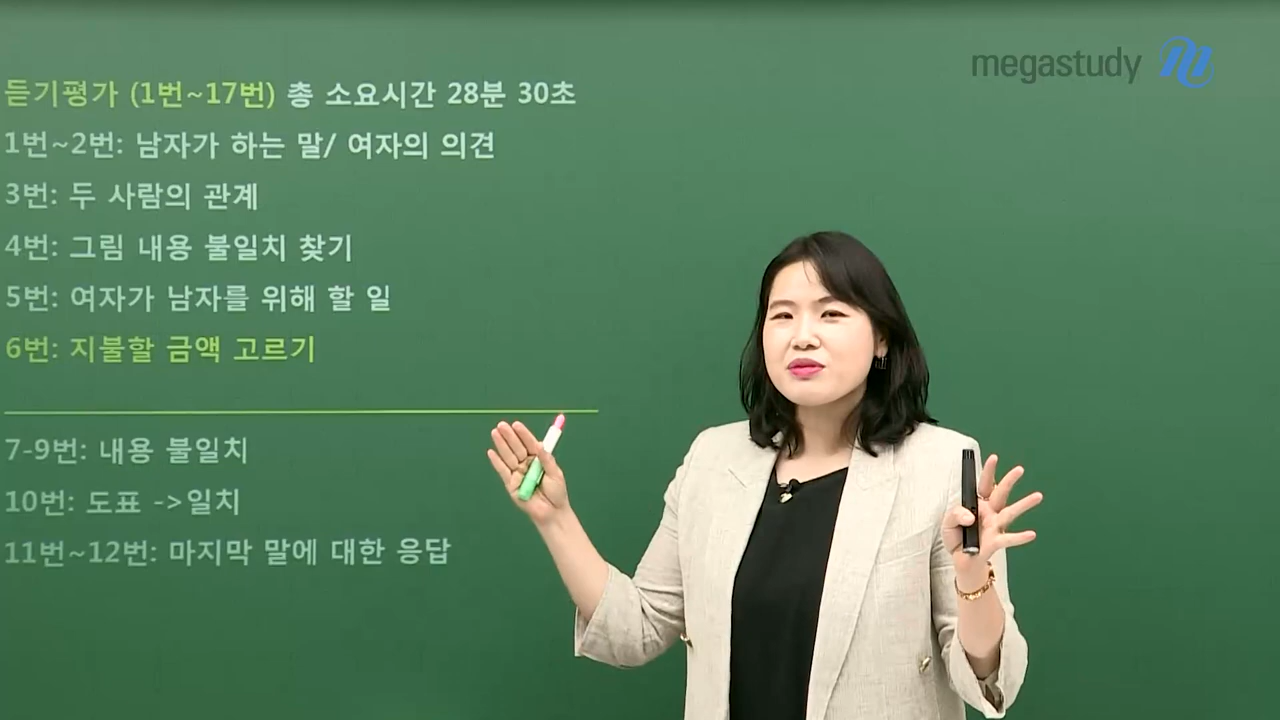 megastudy
듣기평가 (1번~17번) 총 소요시간 28분 30초
1번~2번: 남자가 하는 말/ 여자의 의견
3번: 두 사람의 관계
4번: 그림 내용 불일치 찾기
5번: 여자가 남자를 위해 할 일
6번: 지불할 금액 고르기
7-9번: 내용 불일치
10번: 도표 ->일치
11번~12번: 마지막 말에 대한 응답